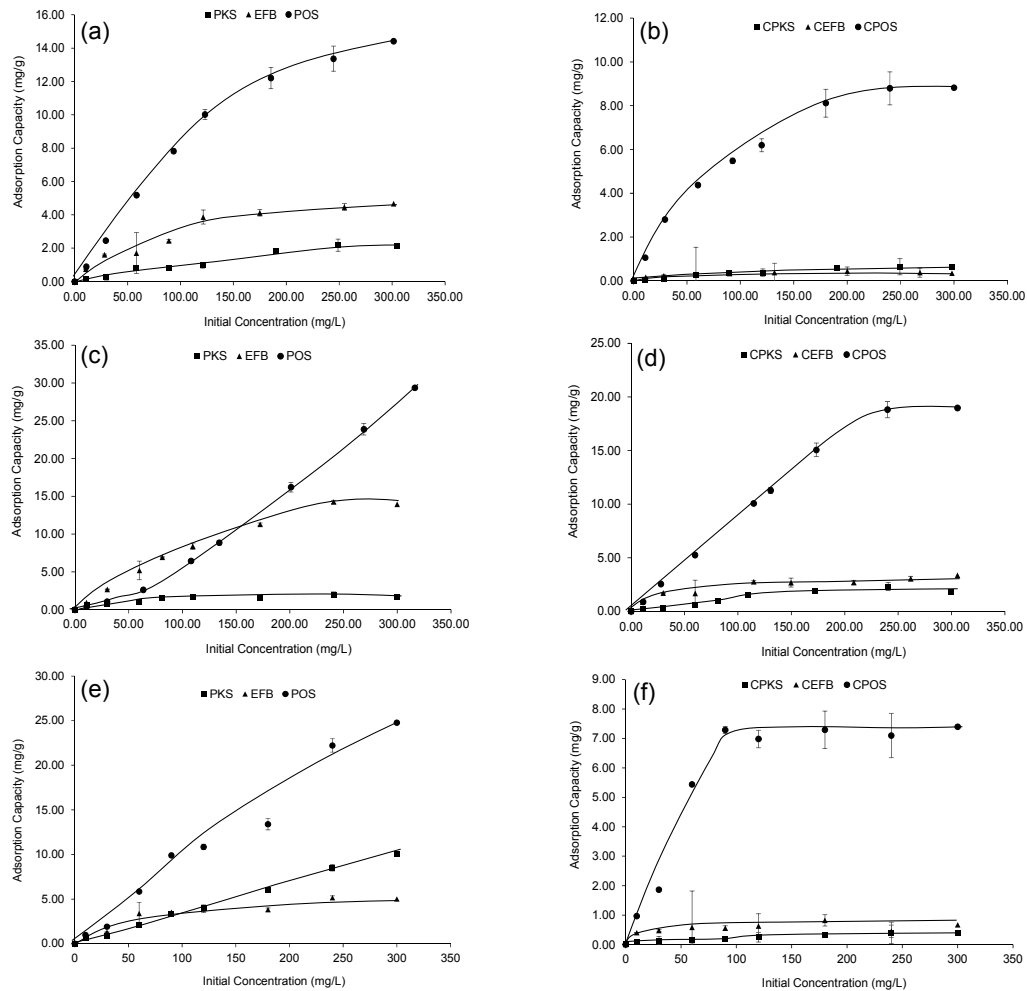 (a)
PKS EFB POS
Adsorption Capacity (mg/g)
16.00
14.00
12.00
10.00
8.00
6.00
4.00
2.00
0.00
0.00 50.00 100.00 150.00 200.00 250.00 300.00 350.00
Initial Concentration (mg/L)
(b)
CPKS CEFB CPOS
Adsorption Capacity (mg/g)
12.00
10.00
8.00
6.00
4.00
2.00
0.00
0.00 50.00 100.00 150.00 200.00 250.00 300.00 350.00
Initial Concentration (mg/L)
(c)
PKS EFB POS
Adsorption Capacity (mg/g)
35.00
30.00
25.00
20.00
15.00
10.00
5.00
0.00
0.00 50.00 100.00 150.00 200.00 250.00 300.00 350.00
Initial Concentration (mg/L)
(d)
CPKS CEFB CPOS
Adsorption Capacity (mg/g)
25.00
20.00
15.00
10.00
5.00
0.00
0.00 50.00 100.00 150.00 200.00 250.00 300.00 350.00
Initial Concentration (mg/L)
(e)
PKS EFB POS
Adsorption Capacity (mg/g)
30.00
25.00
20.00
15.00
10.00
5.00
0.00
0 50 100 150 200 250 300 350
Initial Concentration (mg/L)
(f)
CPKS CEFB CPOS
Adsorption Capacity (mg/g)
9.00
8.00
7.00
6.00
5.00
4.00
3.00
2.00
1.00
0.00
0 50 100 150 200 250 300 350
Initial Concentration (mg/L)